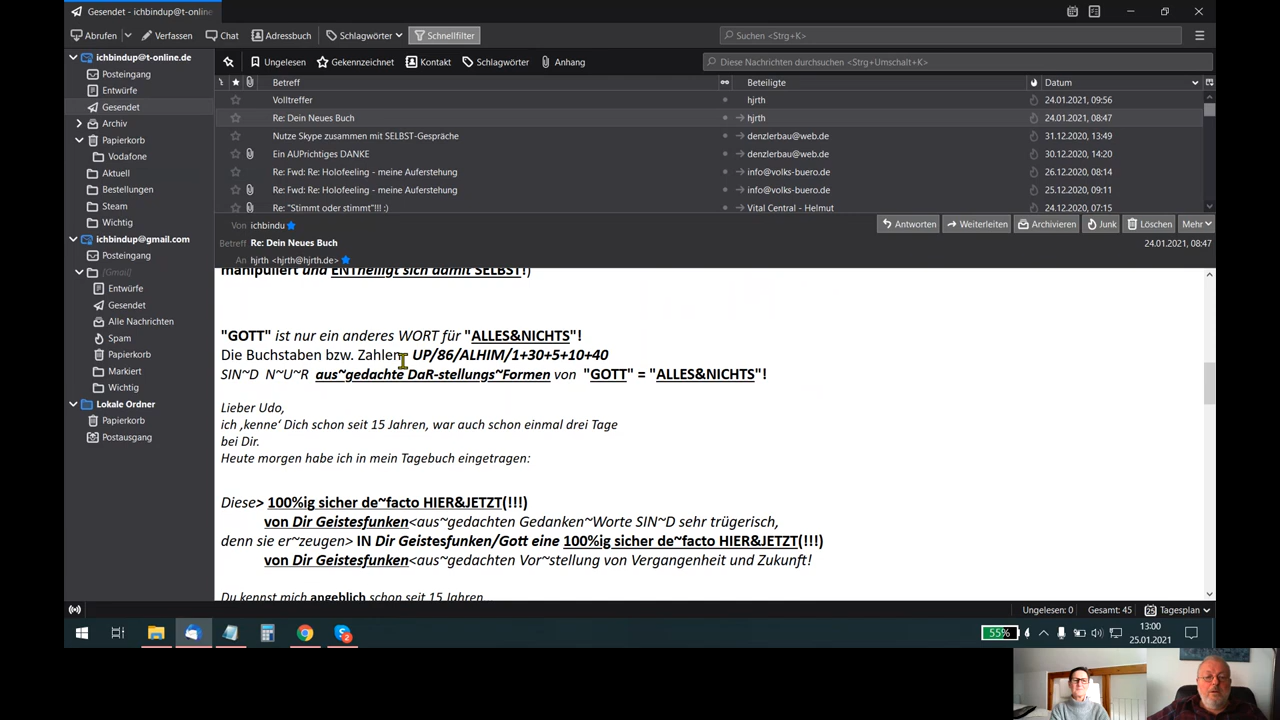 Gesendet - ichbindup@t-online
Abrufen Verfassen Chat Adressbuch Schlagwörter Schnellfilter Suchen <Strg+K>
ichbindup@t-online.de
Posteingang
Entwürfe
Gesendet
Archiv
Papierkorb
Vodafone
Aktuell
Bestellungen
Steam
Wichtig
ichbindup@gmail.com
Posteingang
[Gmail]
Entwürfe
Gesendet
Alle Nachrichten
Spam
Papierkorb
Markiert
Wichtig
Lokale Ordner
Papierkorb
Postausgang
Ungelesen Gekennzeichnet Kontakt Schlagwörter Anhang Diese Nachrichten durchsuchen <Strg+Umschalt+K>
Betreff Beteiligte Datum
Volltreffer hjrth 24.01.2021, 09:56
Re: Dein Neues Buch hjrth 24.01.2021, 08:47
Nutze Skype zusammen mit SELBST-Gespräche denzlerbau@web.de 31.12.2020, 13:49
Ein AUPrichtiges DANKE denzlerbau@web.de 30.12.2020, 14:20
Re: Fwd: Re: Holofeeling - meine Auferstehung info@volks-buero.de 26.12.2020, 08:14
Re: Fwd: Re: Holofeeling - meine Auferstehung info@volks-buero.de 25.12.2020, 09:11
Re: "Stimmt oder stimmt"!!! :) Vital Central - Helmut 24.12.2020, 07:15
Von ichbindu Antworten Weiterleiten Archivieren Junk Löschen Mehr
Betreff Re: Dein Neues Buch 24.01.2021, 08:47
An hjrth <hjrth@hjrth.de>
manipuliert und ENTheiligt sich damit SELBST!)
"GOTT" ist nur ein anderes WORT für "ALLES&NICHTS"!
Die Buchstaben bzw. Zahlen UP/86/ALHIM/1+30+5+10+40
SIN~D N~U~R aus~gedachte DaR-stellungs~Formen von "GOTT" = "ALLES&NICHTS"!
Lieber Udo,
ich ‚kenne‘ Dich schon seit 15 Jahren, war auch schon einmal drei Tage
bei Dir.
Heute morgen habe ich in mein Tagebuch eingetragen:
Diese> 100%ig sicher de~facto HIER&JETZT(!!!)
von Dir Geistesfunken<aus~gedachten Gedanken~Worte SIN~D sehr trügerisch,
denn sie er~zeugen> IN Dir Geistesfunken/Gott eine 100%ig sicher de~facto HIER&JETZT(!!!)
von Dir Geistesfunken<aus~gedachten Vor~stellung von Vergangenheit und Zukunft!
Du kennst mich angeblich schon seit 15 Jahren
Ungelesen: 0 Gesamt: 45 Tagesplan
55% 13:00
25.01.2021